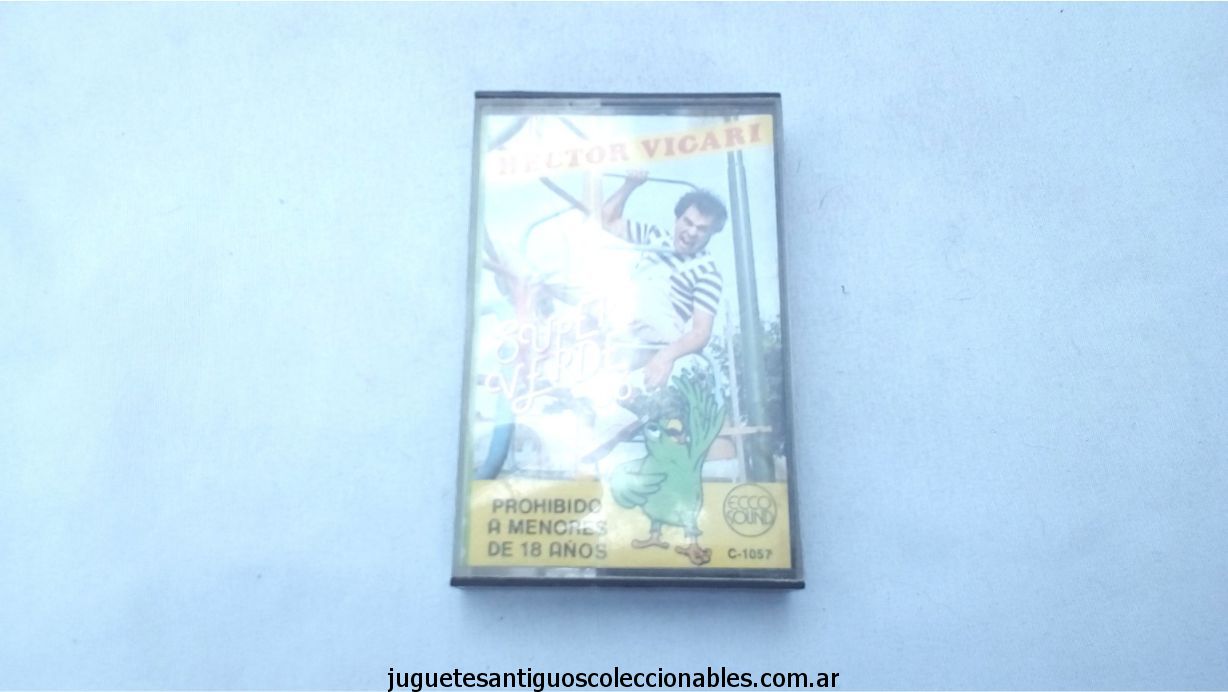 HECTOR VICARI
SUPER
VERDE
PROHIBIDO
A MENORES
DE 18 AÑOS
ECCO
SOUND
C-1057
juguetesantiguoscoleccionables.com.ar